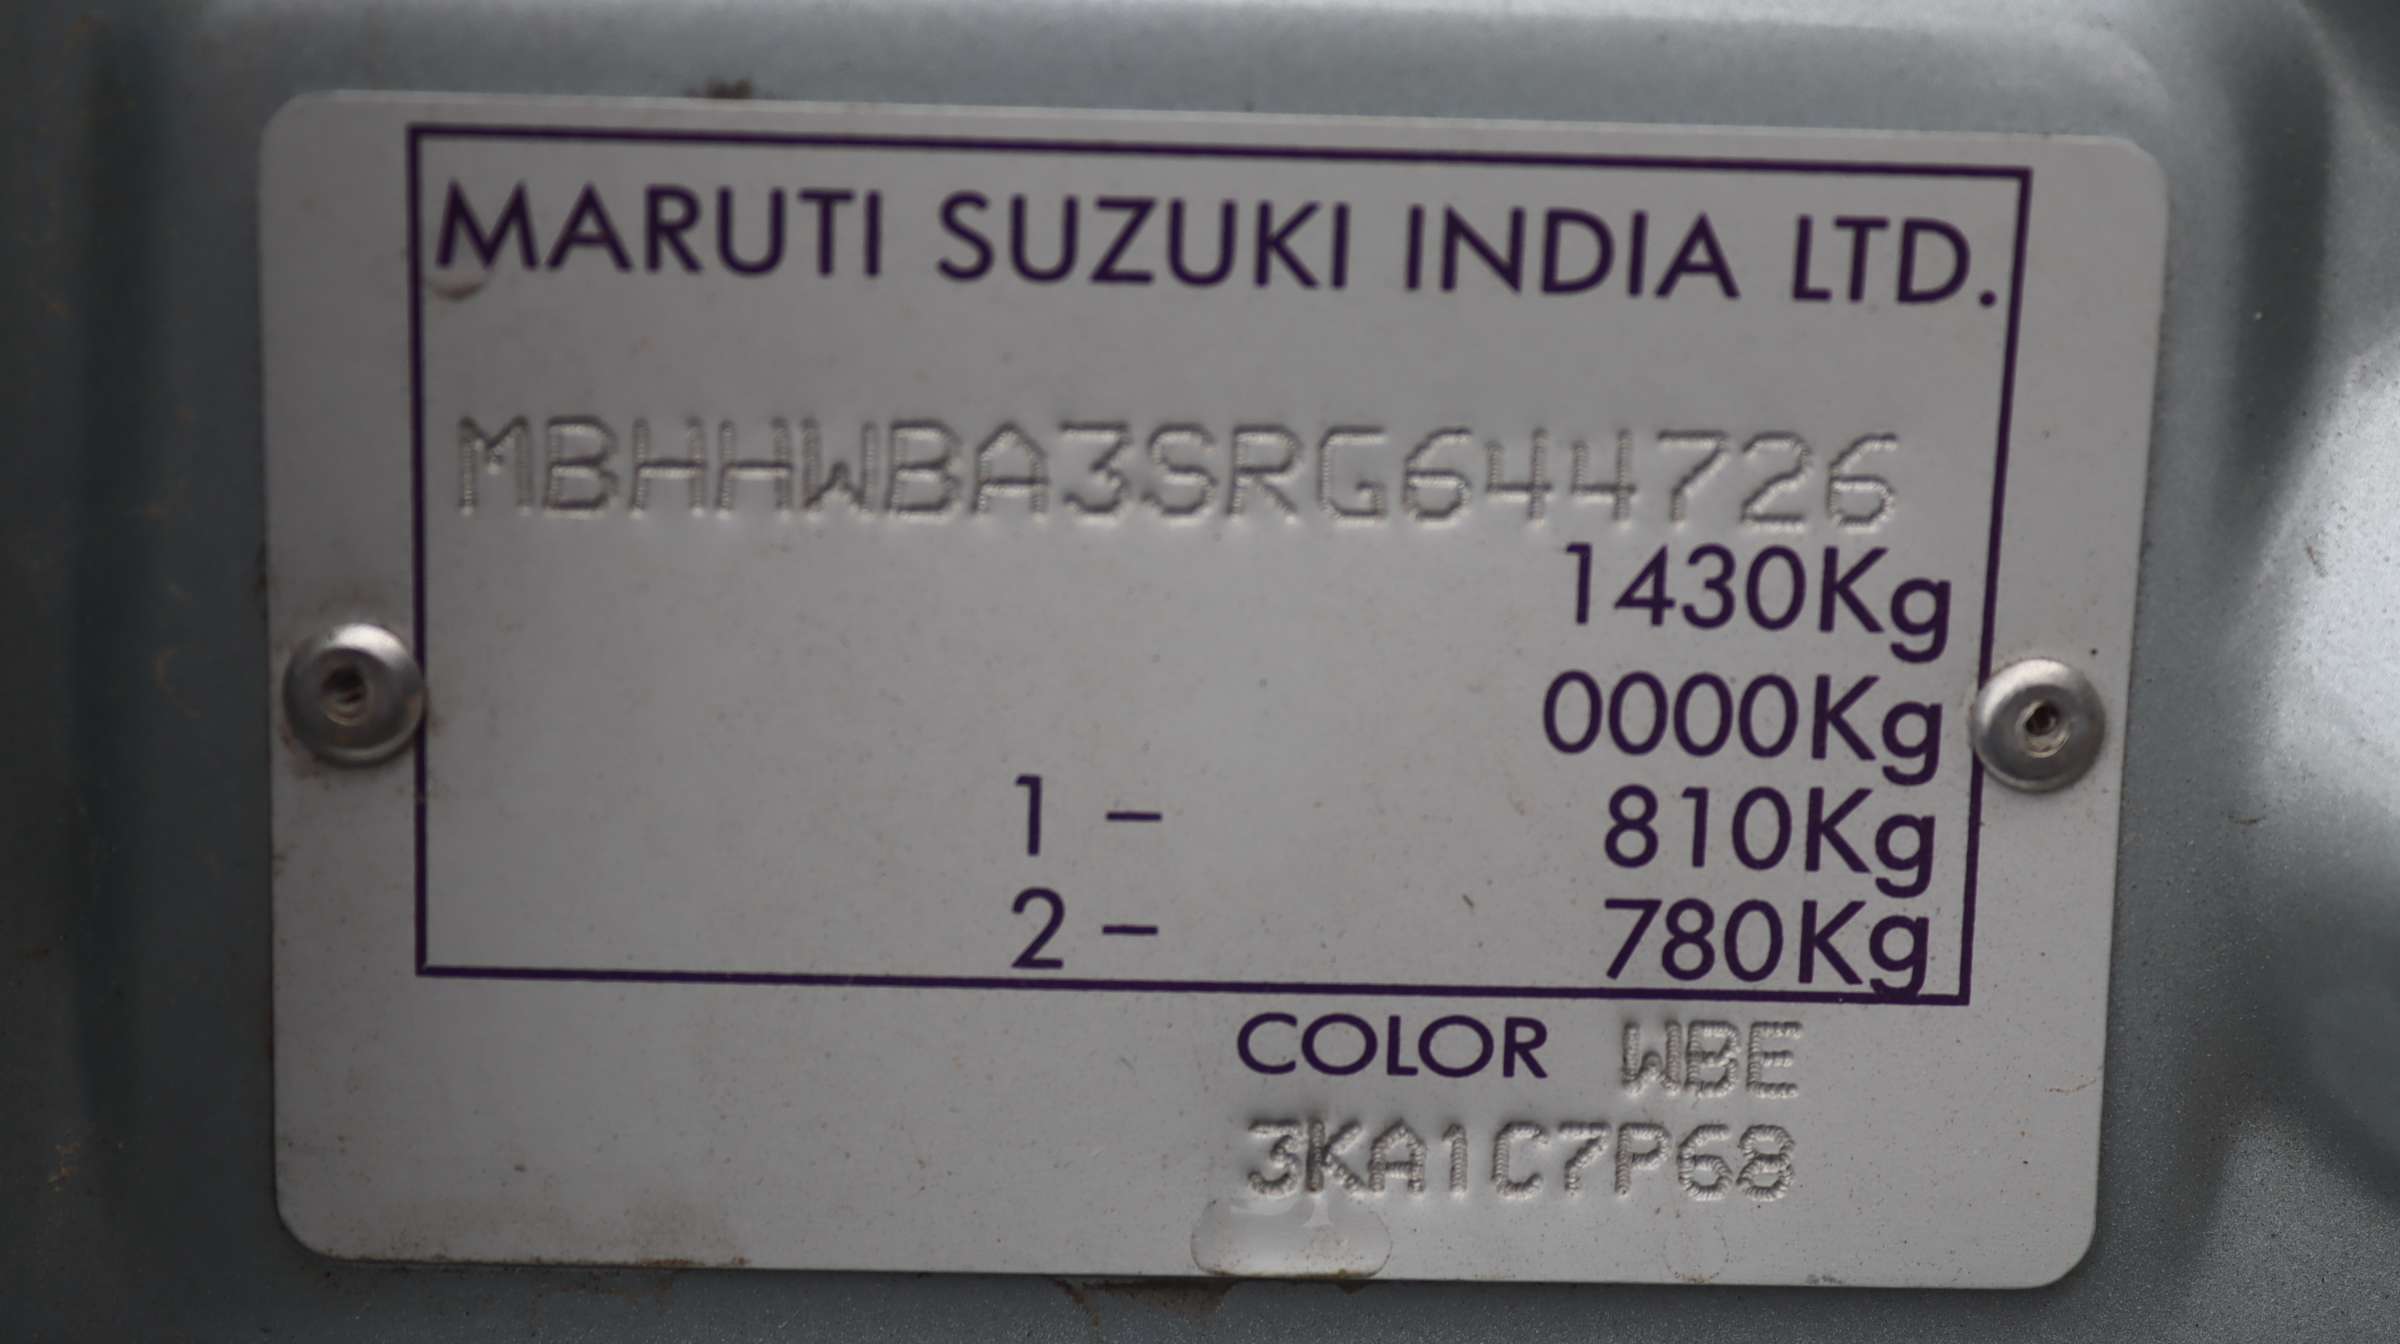 MARUTI SUZUKI INDIA LTD.
MBHHWBA3SRG644726
1430Kg
0000Kg
1 – 810Kg
2 – 780Kg
COLOR WBE
3KA1C7P68